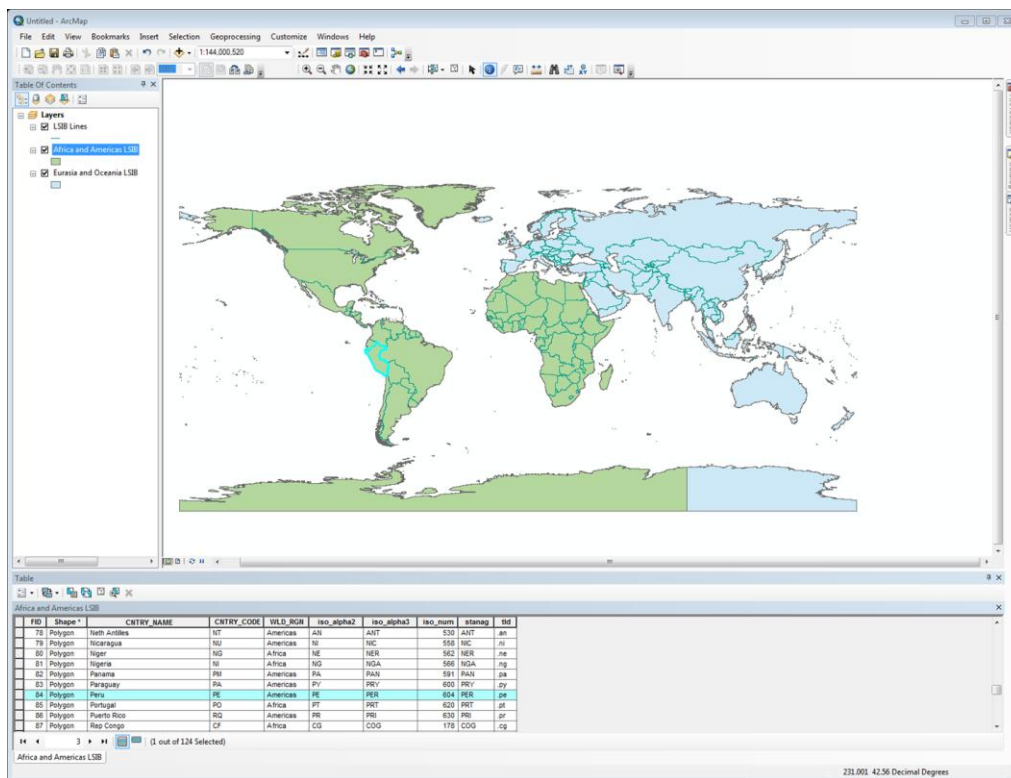 Untitled - ArcMap
File Edit View Bookmarks Insert Selection Geoprocessing Customize Windows Help
1:144,000,520
Table Of Contents
Layers
LSIB Lines
Africa and Americas LSIB
Eurasia and Oceania LSIB
Table
Africa and Americas LSIB
FID Shape * CNTRY_NAME CNTRY_CODE WLD_RGN iso_alpha2 iso_alpha3 iso_num stanag tld
78 Polygon Neth Antilles NT Americas AN ANT 530 ANT .an
79 Polygon Nicaragua NU Americas NI NIC 558 NIC .ni
80 Polygon Niger NG Africa NE NER 562 NER .ne
81 Polygon Nigeria NI Africa NG NGA 566 NGA .ng
82 Polygon Panama PM Americas PA PAN 591 PAN .pa
83 Polygon Paraguay PA Americas PY PRY 600 PRY .py
84 Polygon Peru PE Americas PE PER 604 PER .pe
85 Polygon Portugal PO Africa PT PRT 620 PRT .pt
86 Polygon Puerto Rico RQ Americas PR PRI 630 PRI .pr
87 Polygon Rep Congo CF Africa CG COG 178 COG .cg
3 (1 out of 124 Selected)
Africa and Americas LSIB
231.001 42.56 Decimal Degrees